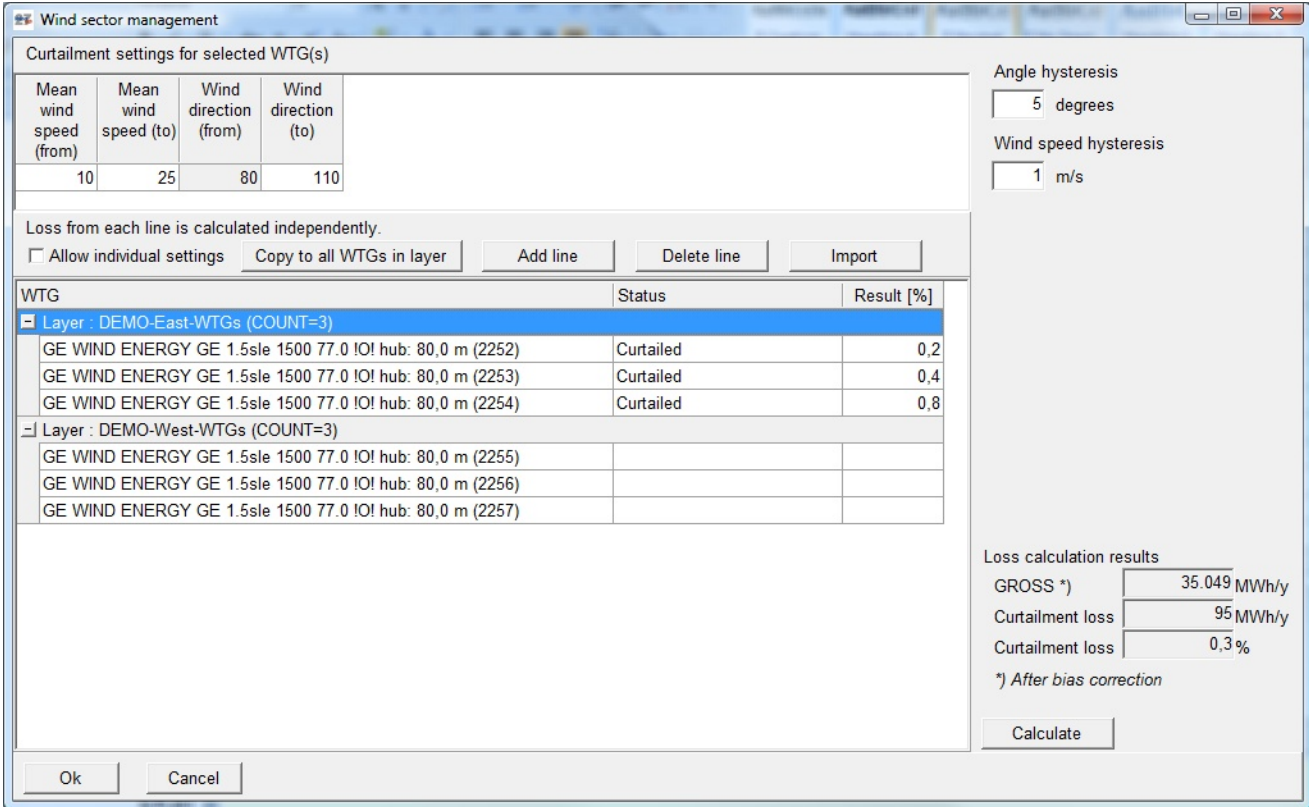 Wind sector management
Curtailment settings for selected WTG(s)
Mean wind speed (from) Mean wind speed (to) Wind direction (from) Wind direction (to)
10 25 80 110
Angle hysteresis
5 degrees
Wind speed hysteresis
1 m/s
Loss from each line is calculated independently.
Allow individual settings Copy to all WTGs in layer Add line Delete line Import
WTG Status Result [%]
Layer : DEMO-East-WTGs (COUNT=3)
GE WIND ENERGY GE 1.5sle 1500 77.0 !O! hub: 80,0 m (2252) Curtailed 0,2
GE WIND ENERGY GE 1.5sle 1500 77.0 !O! hub: 80,0 m (2253) Curtailed 0,4
GE WIND ENERGY GE 1.5sle 1500 77.0 !O! hub: 80,0 m (2254) Curtailed 0,8
Layer : DEMO-West-WTGs (COUNT=3)
GE WIND ENERGY GE 1.5sle 1500 77.0 !O! hub: 80,0 m (2255)
GE WIND ENERGY GE 1.5sle 1500 77.0 !O! hub: 80,0 m (2256)
GE WIND ENERGY GE 1.5sle 1500 77.0 !O! hub: 80,0 m (2257)
Loss calculation results
GROSS *) 35.049 MWh/y
Curtailment loss 95 MWh/y
Curtailment loss 0,3 %
*) After bias correction
Calculate
Ok Cancel